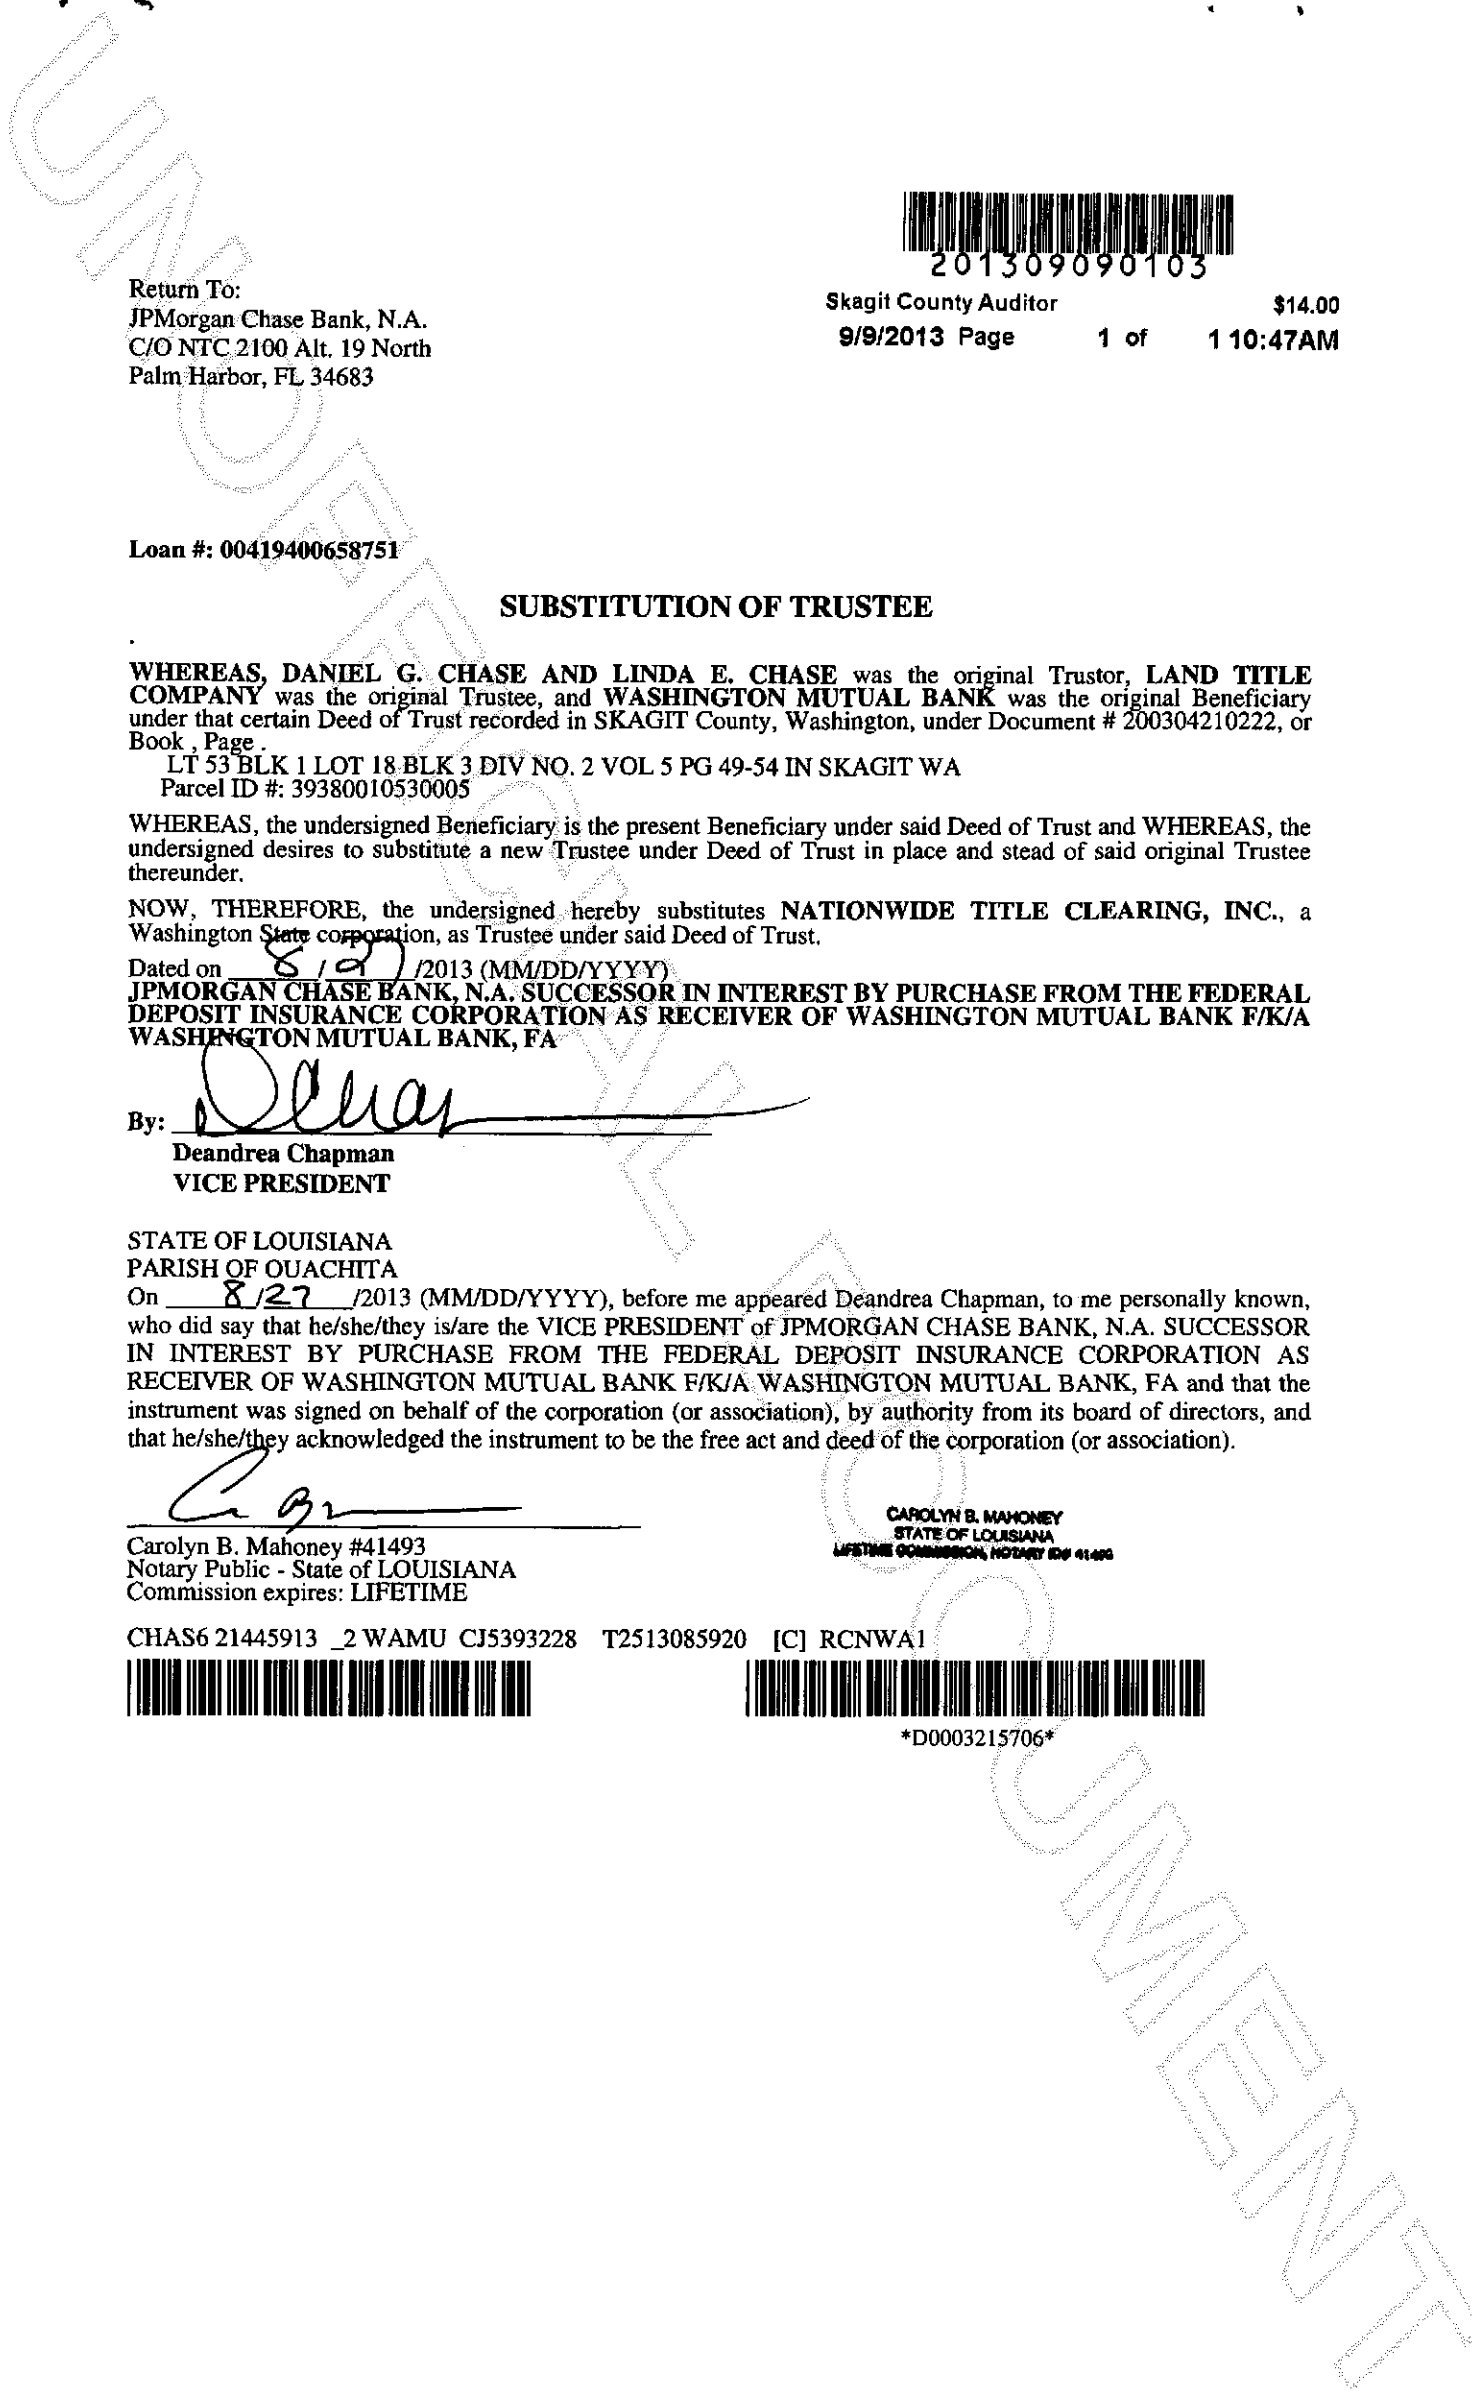 201309090103
Skagit County Auditor $14.00
9/9/2013 Page 1 of 1 10:47AM
Return To:
JPMorgan Chase Bank, N.A.
C/O NTC 2100 Alt. 19 North
Palm Harbor, FL 34683
Loan #: 00419400658751
SUBSTITUTION OF TRUSTEE
.
WHEREAS, DANIEL G. CHASE AND LINDA E. CHASE was the original Trustor, LAND TITLE
COMPANY was the original Trustee, and WASHINGTON MUTUAL BANK was the original Beneficiary
under that certain Deed of Trust recorded in SKAGIT County, Washington, under Document # 200304210222, or
Book , Page .
LT 53 BLK 1 LOT 18 BLK 3 DIV NO. 2 VOL 5 PG 49-54 IN SKAGIT WA
Parcel ID #: 39380010530005
WHEREAS, the undersigned Beneficiary is the present Beneficiary under said Deed of Trust and WHEREAS, the
undersigned desires to substitute a new Trustee under Deed of Trust in place and stead of said original Trustee
thereunder.
NOW, THEREFORE, the undersigned hereby substitutes NATIONWIDE TITLE CLEARING, INC., a
Washington State corporation, as Trustee under said Deed of Trust.
Dated on 8/27/2013 (MM/DD/YYYY)
JPMORGAN CHASE BANK, N.A. SUCCESSOR IN INTEREST BY PURCHASE FROM THE FEDERAL
DEPOSIT INSURANCE CORPORATION AS RECEIVER OF WASHINGTON MUTUAL BANK F/K/A
WASHINGTON MUTUAL BANK, FA
By:
Deandrea Chapman
VICE PRESIDENT
STATE OF LOUISIANA
PARISH OF OUACHITA
On 8/27/2013 (MM/DD/YYYY), before me appeared Deandrea Chapman, to me personally known,
who did say that he/she/they is/are the VICE PRESIDENT of JPMORGAN CHASE BANK, N.A. SUCCESSOR
IN INTEREST BY PURCHASE FROM THE FEDERAL DEPOSIT INSURANCE CORPORATION AS
RECEIVER OF WASHINGTON MUTUAL BANK F/K/A WASHINGTON MUTUAL BANK, FA and that the
instrument was signed on behalf of the corporation (or association), by authority from its board of directors, and
that he/she/they acknowledged the instrument to be the free act and deed of the corporation (or association).
Carolyn B. Mahoney #41493
Notary Public - State of LOUISIANA
Commission expires: LIFETIME
CAROLYN B. MAHONEY
STATE OF LOUISIANA
LIFETIME COMMISSION, NOTARY ID# 41493
CHAS6 21445913 _2 WAMU CJ5393228 T2513085920 [C] RCNWA1
*D0003215706*
UNOFFICIAL DOCUMENT